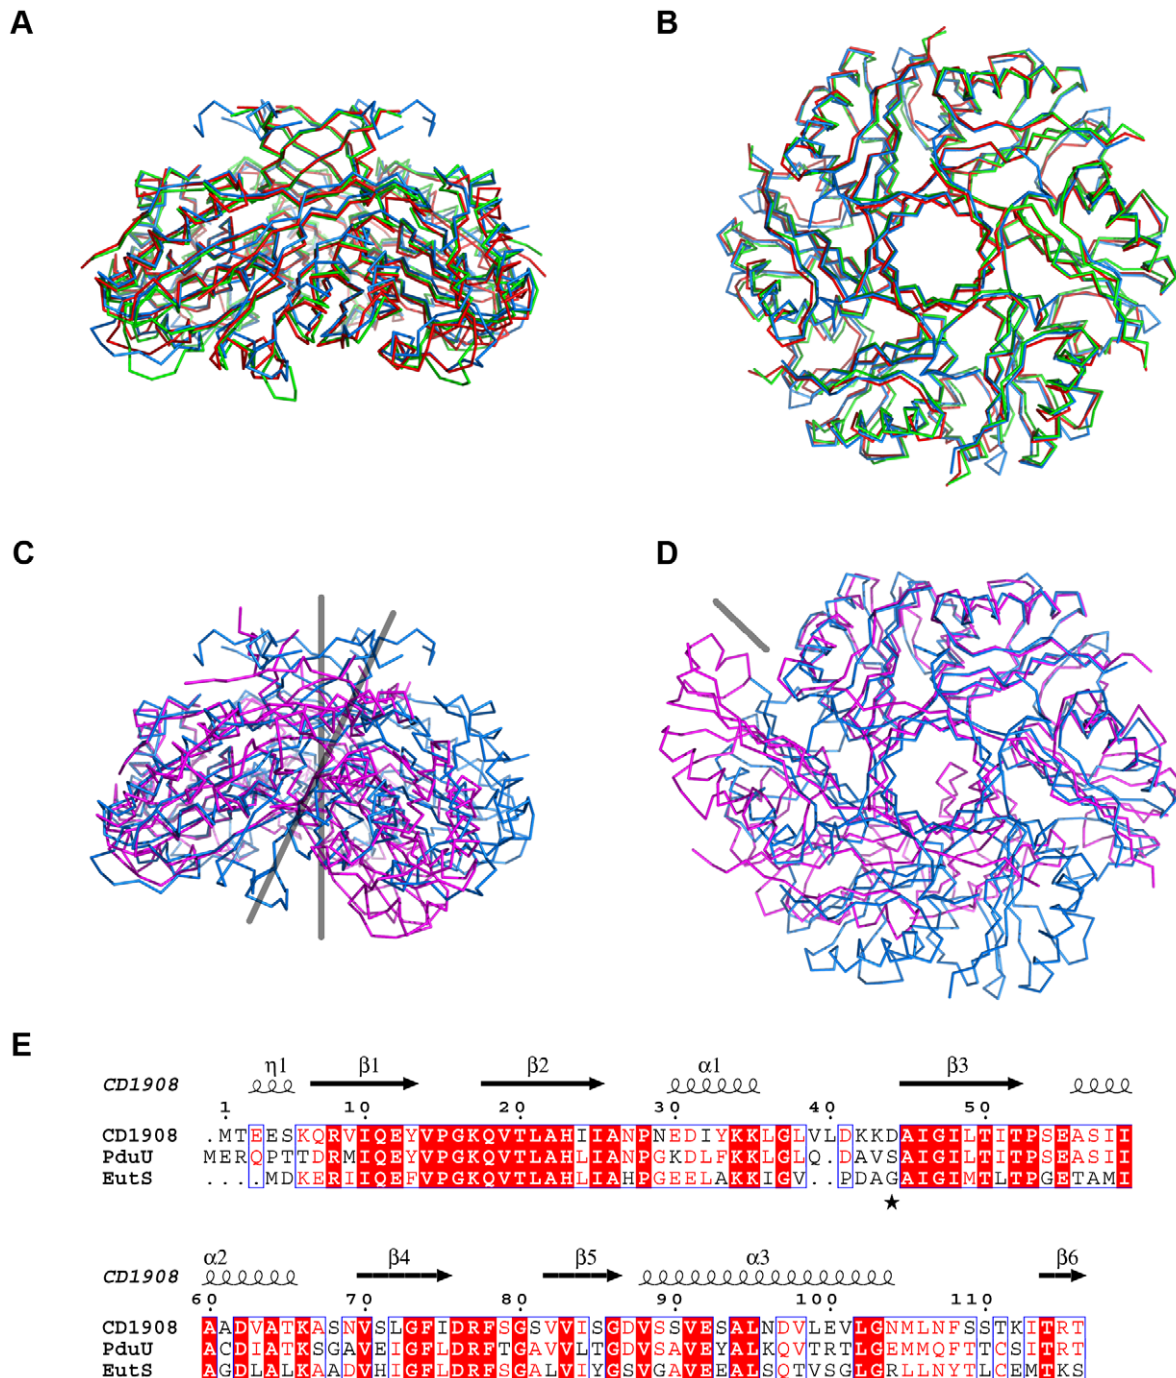 A
B
C
D
E
η1 β1 β2 α1 β3
CD1908
1 10 20 30 40 50
CD1908 .MTEESKQRVIQEYVPGKQVTLAHIIANPNEDIYKKLGLVLDKKDAIGILTITPSEASII
PduU MERQPTTDRMIQEYVPGKQVTLAHLIANPGKDLFKKLGLQ.DAVSAIGILTITPSEASII
EutS ....MDKERIIQEFVPGKQVTLAHLIAHPGEELAKKIGV..PDAGAIGIMTLTPGETAMI
★
α2 β4 β5 α3 β6
CD1908
60 70 80 90 100 110
CD1908 AADVATKASNVSLGFIDRFSGSVVISGDVSSVESALNDVLEVLGNMLNFSSTKITRT
PduU ACDIATKSGAVEIGFLDRFTGAVVLTGDVSAVEYALKQVTRTLGEMMQFTTCSITRT
EutS AGDLALKAADVHIGFLDRFSGALVIYGSVGAVEEALSQTVSGLGRLLNYTLCEMTKS